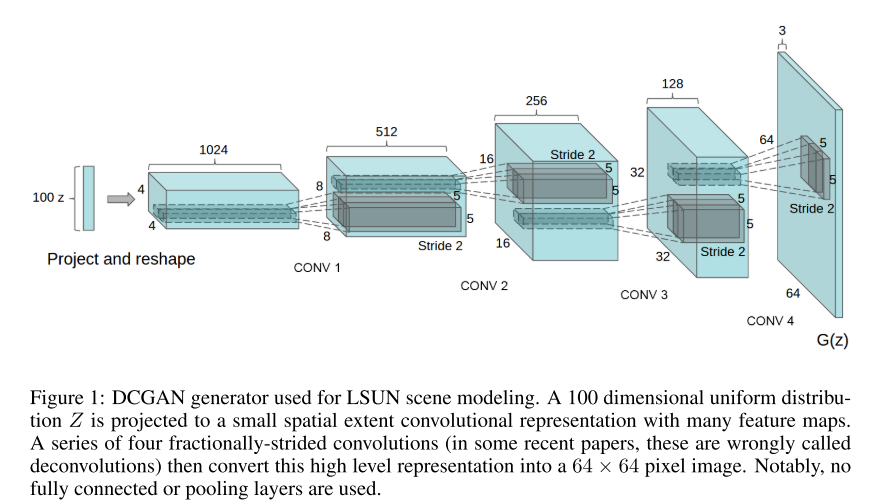 3
128
256
512
1024
64
16
Stride 2
5
5
32
5
5
100 z
4
8
5
5
5
5
4
8
Stride 2
16
32
Stride 2
Stride 2
Project and reshape
CONV 1
CONV 2
CONV 3
64
CONV 4
G(z)
Figure 1: DCGAN generator used for LSUN scene modeling. A 100 dimensional uniform distribu-
tion Z is projected to a small spatial extent convolutional representation with many feature maps.
A series of four fractionally-strided convolutions (in some recent papers, these are wrongly called
deconvolutions) then convert this high level representation into a 64 × 64 pixel image. Notably, no
fully connected or pooling layers are used.